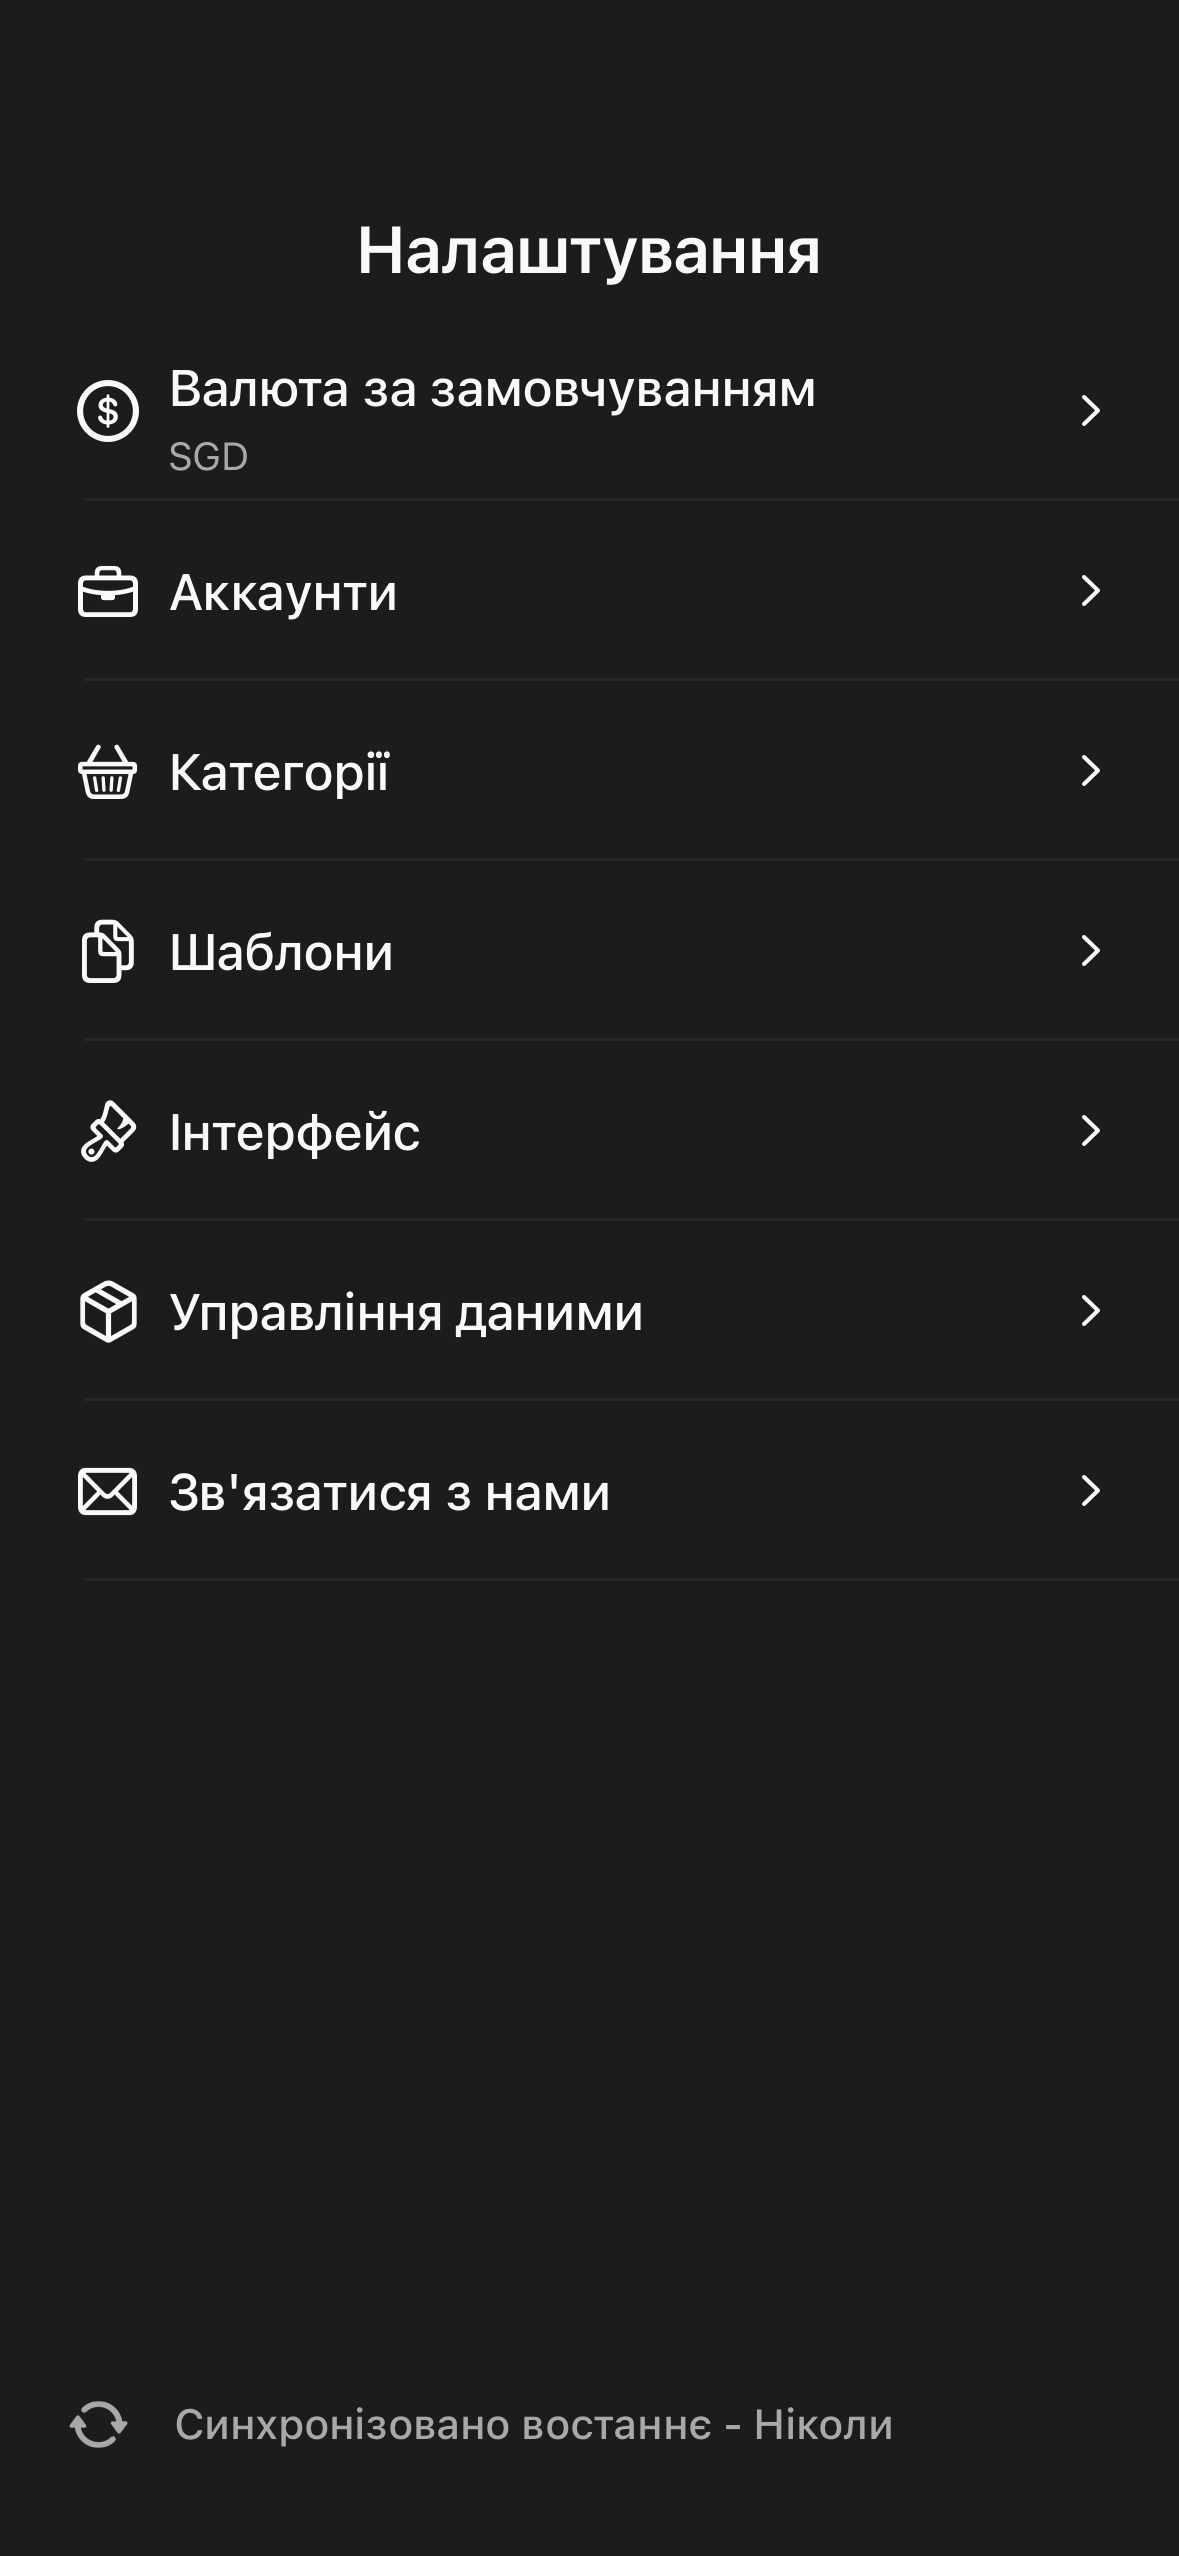 Налаштування
Валюта за замовчуванням
SGD
Аккаунти
Категорії
Шаблони
Інтерфейс
Управління даними
Зв'язатися з нами
Синхронізовано востаннє - Ніколи